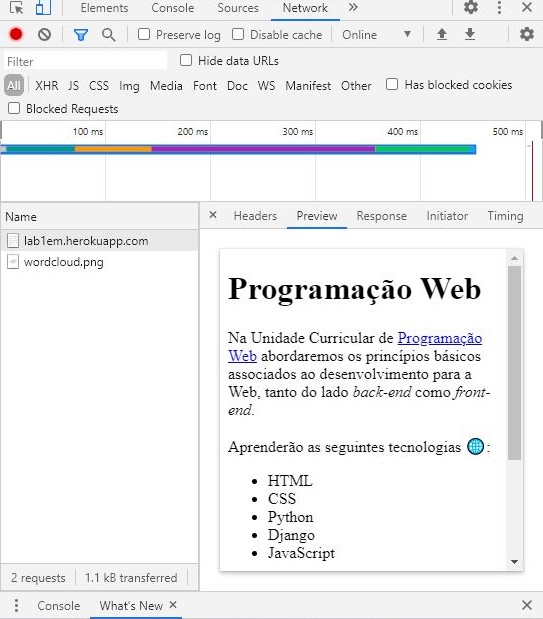 Elements Console Sources Network »
Preserve log Disable cache Online
Filter Hide data URLs
All XHR JS CSS Img Media Font Doc WS Manifest Other Has blocked cookies
Blocked Requests
100 ms 200 ms 300 ms 400 ms 500 ms
Name × Headers Preview Response Initiator Timing
lab1em.herokuapp.com
wordcloud.png
Programação Web
Na Unidade Curricular de Programação
Web abordaremos os princípios básicos
associados ao desenvolvimento para a
Web, tanto do lado back-end como front-
end.
Aprenderão as seguintes tecnologias 🌐:
• HTML
• CSS
• Python
• Django
• JavaScript
2 requests 1.1 kB transferred
Console What's New ×